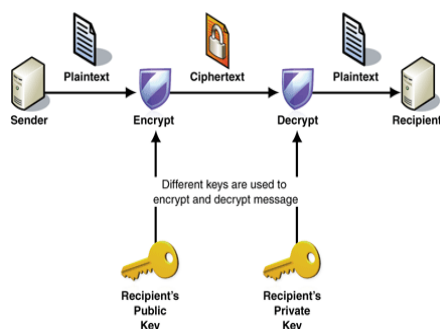 Plaintext
Ciphertext
Plaintext
Sender
Encrypt
Decrypt
Recipient
Different keys are used to
encrypt and decrypt message
Recipient's
Public
Key
Recipient's
Private
Key